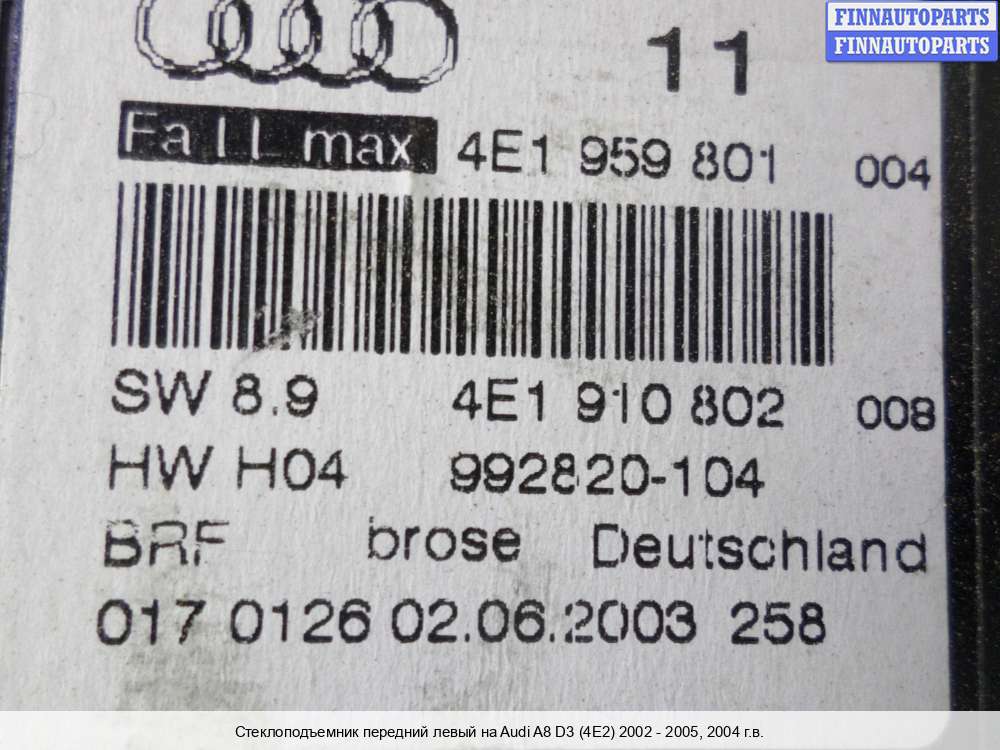 FINNAUTOPARTS
FINNAUTOPARTS
11
FallL max. 4E1 959 801 004
SW 8.9 4E1 910 802 008
HW H04 992820-104
BRF brose Deutschland
017 0126 02.06.2003 258
Стеклоподъемник передний левый на Audi A8 D3 (4E2) 2002 - 2005, 2004 г.в.